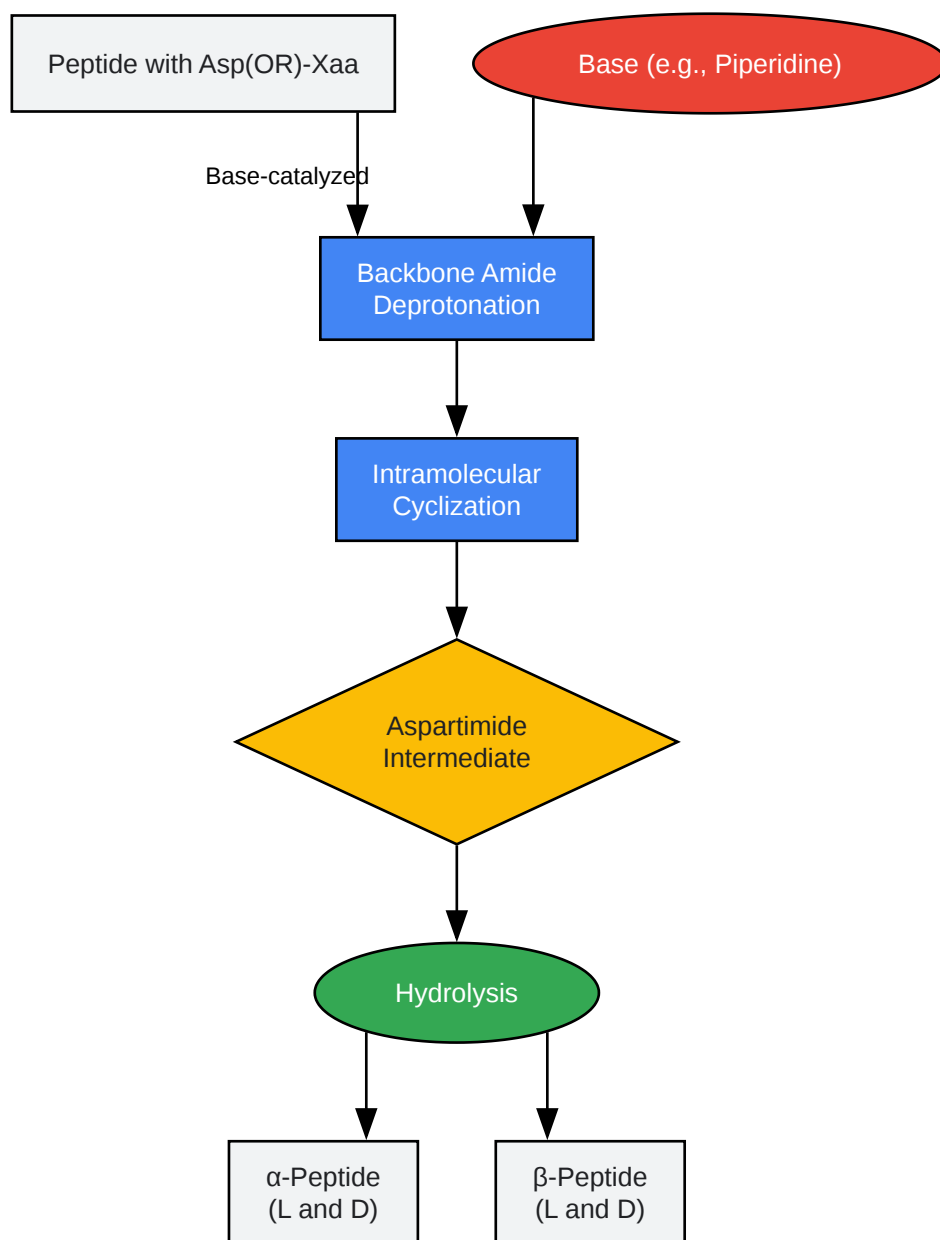 Peptide with Asp(OR)-Xaa
Base (e.g., Piperidine)
Base-catalyzed
Backbone Amide
Deprotonation
Intramolecular
Cyclization
Aspartimide
Intermediate
Hydrolysis
α-Peptide
(L and D)
β-Peptide
(L and D)